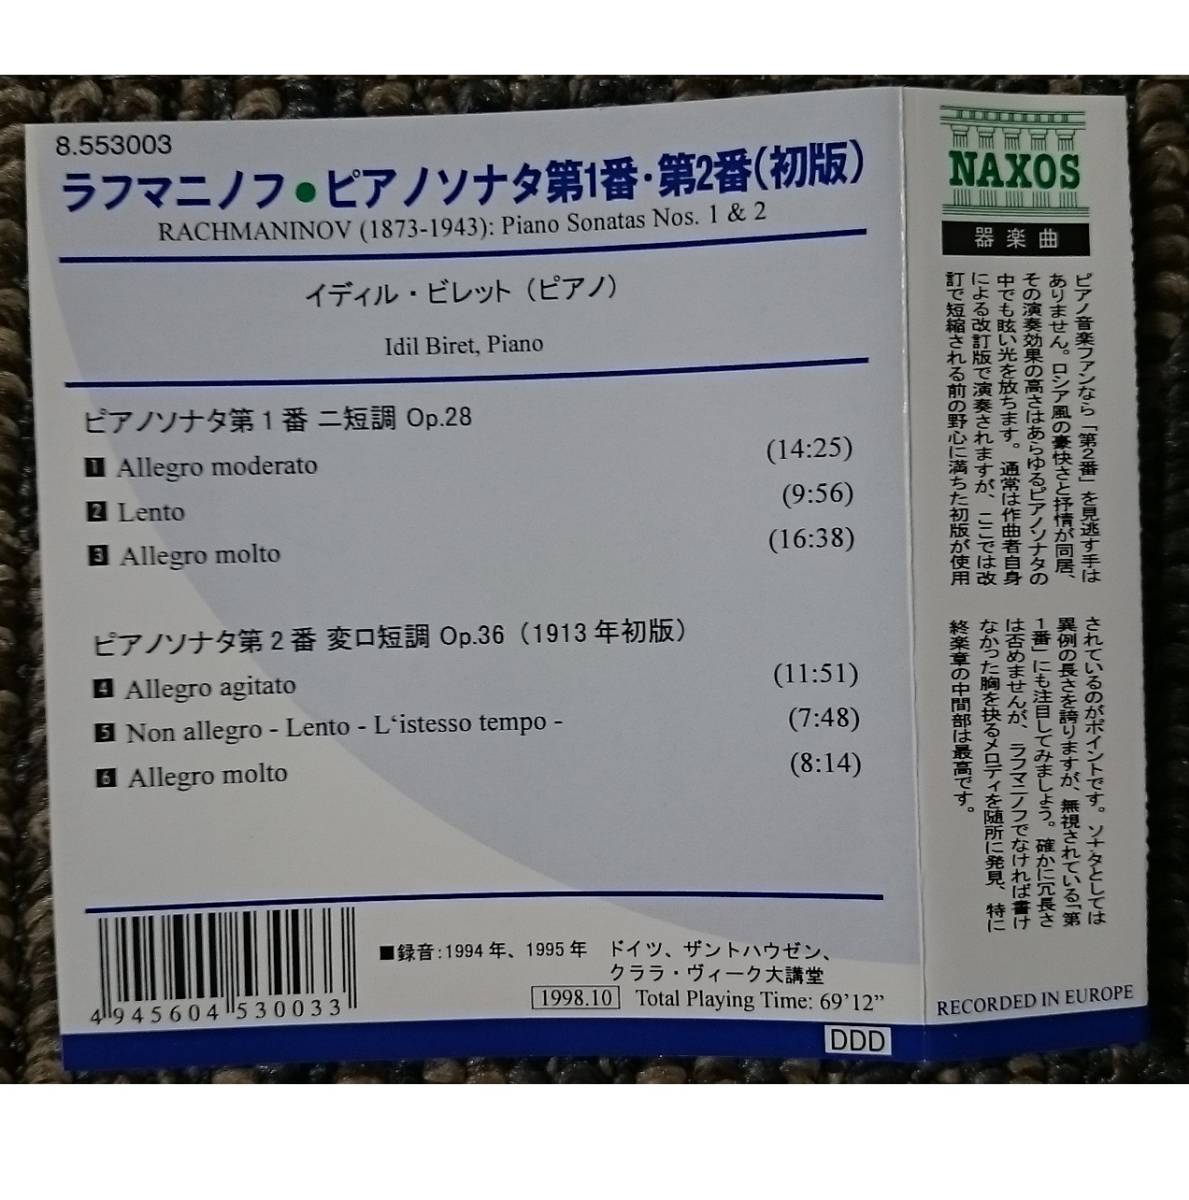 8.553003
ラフマニノフ●ピアノソナタ第1番・第2番(初版)
RACHMANINOV (1873-1943): Piano Sonatas Nos. 1 & 2
イディル・ビレット（ピアノ）
Idil Biret, Piano
ピアノソナタ第1番 ニ短調 Op.28
1 Allegro moderato (14:25)
2 Lento (9:56)
3 Allegro molto (16:38)
ピアノソナタ第2番 変ロ短調 Op.36（1913年初版）
4 Allegro agitato (11:51)
5 Non allegro - Lento - L‘istesso tempo - (7:48)
6 Allegro molto (8:14)
4 945604 530033
■録音:1994年、1995年　ドイツ、ザントハウゼン、
クララ・ヴィーク大講堂
1998.10 Total Playing Time: 69’12”
DDD
NAXOS
器楽曲
ピアノ音楽ファンなら「第2番」を見逃す手は
ありません。ロシア風の豪快さと抒情が同居、
その演奏効果の高さはあらゆるピアノソナタの
中でも眩い光を放ちます。通常は作曲者自身
による改訂版で演奏されますが、ここでは改
訂で短縮される前の野心に満ちた初版が使用
されているのがポイントです。ソナタとしては
異例の長さを誇りますが、無視されている「第
1番」にも注目してみましょう。確かに冗長さ
は否めませんが、ラフマニノフでなければ書け
なかった胸を抉るメロディを随所に発見、特に
終楽章の中間部は最高です。
RECORDED IN EUROPE